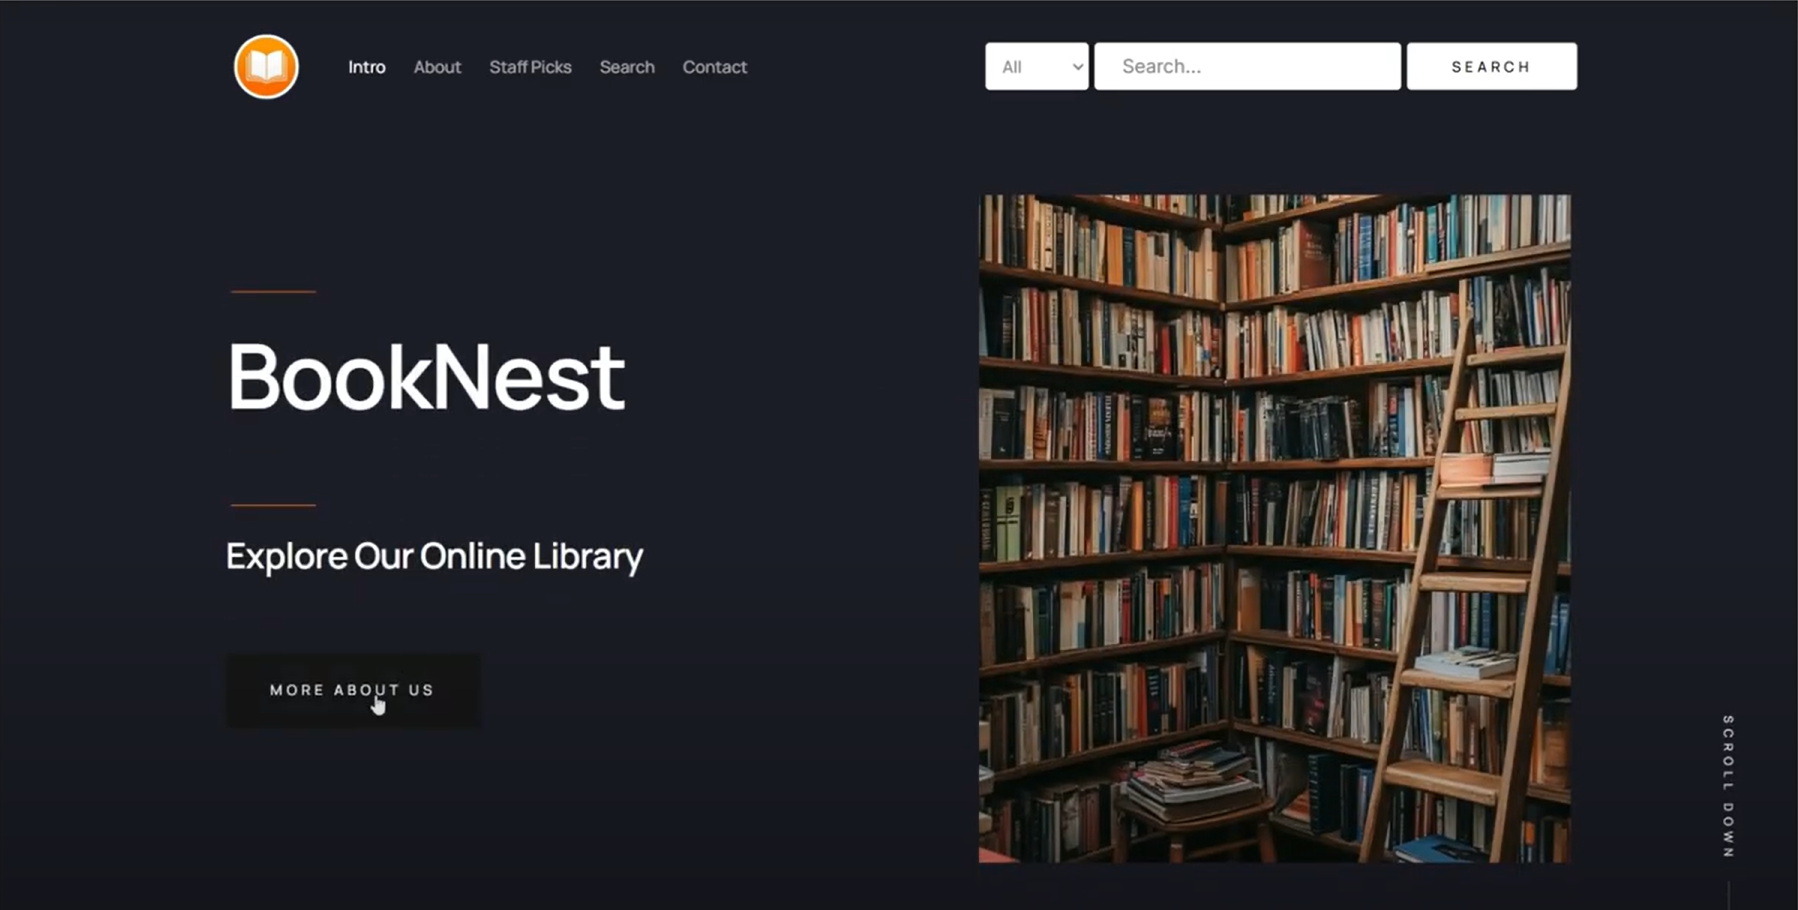 Intro About Staff Picks Search Contact
All Search... SEARCH
BookNest
Explore Our Online Library
MORE ABOUT US
SCROLL DOWN